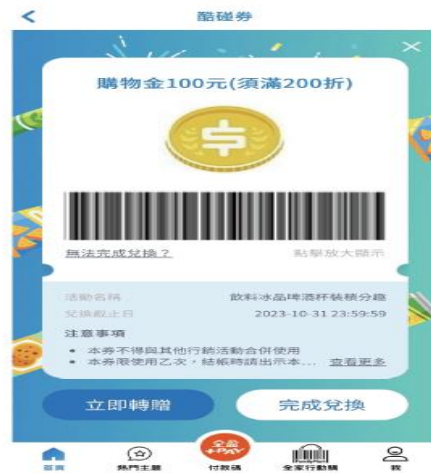 酷碰券
購物金100元(須滿200折)
無法完成兌換？ 點擊放大顯示
活動名稱 飲料冰品啤酒杯裝積分趣
兌換截止日 2023-10-31 23:59:59
注意事項
本券不得與其他行銷活動合併使用
本券限使用乙次，結帳時請出示本... 查看更多
立即轉贈 完成兌換
全盈
+PAY
首頁 熱門主題 付款碼 全家行動購 我